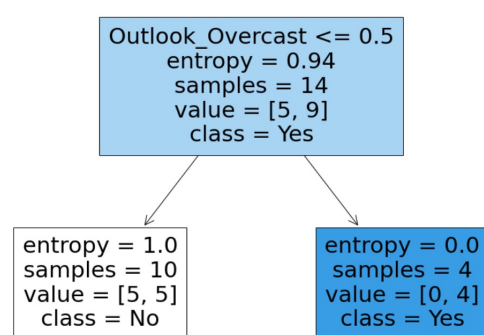 Outlook_Overcast <= 0.5
entropy = 0.94
samples = 14
value = [5, 9]
class = Yes
entropy = 1.0
samples = 10
value = [5, 5]
class = No
entropy = 0.0
samples = 4
value = [0, 4]
class = Yes